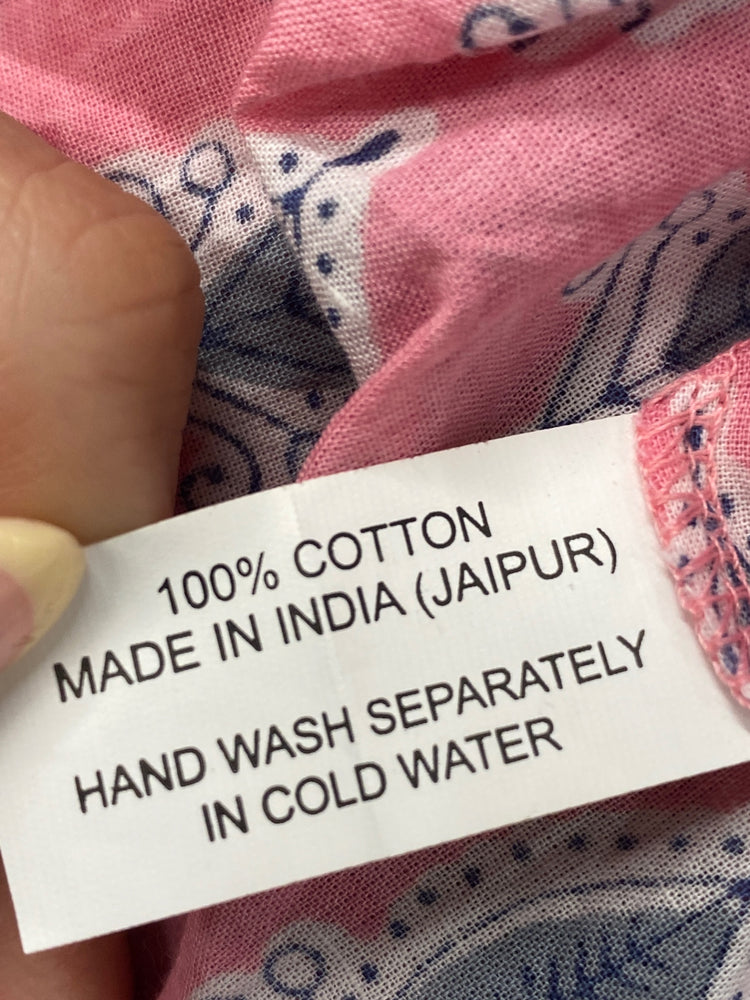 100% COTTON
MADE IN INDIA (JAIPUR)
HAND WASH SEPARATELY
IN COLD WATER